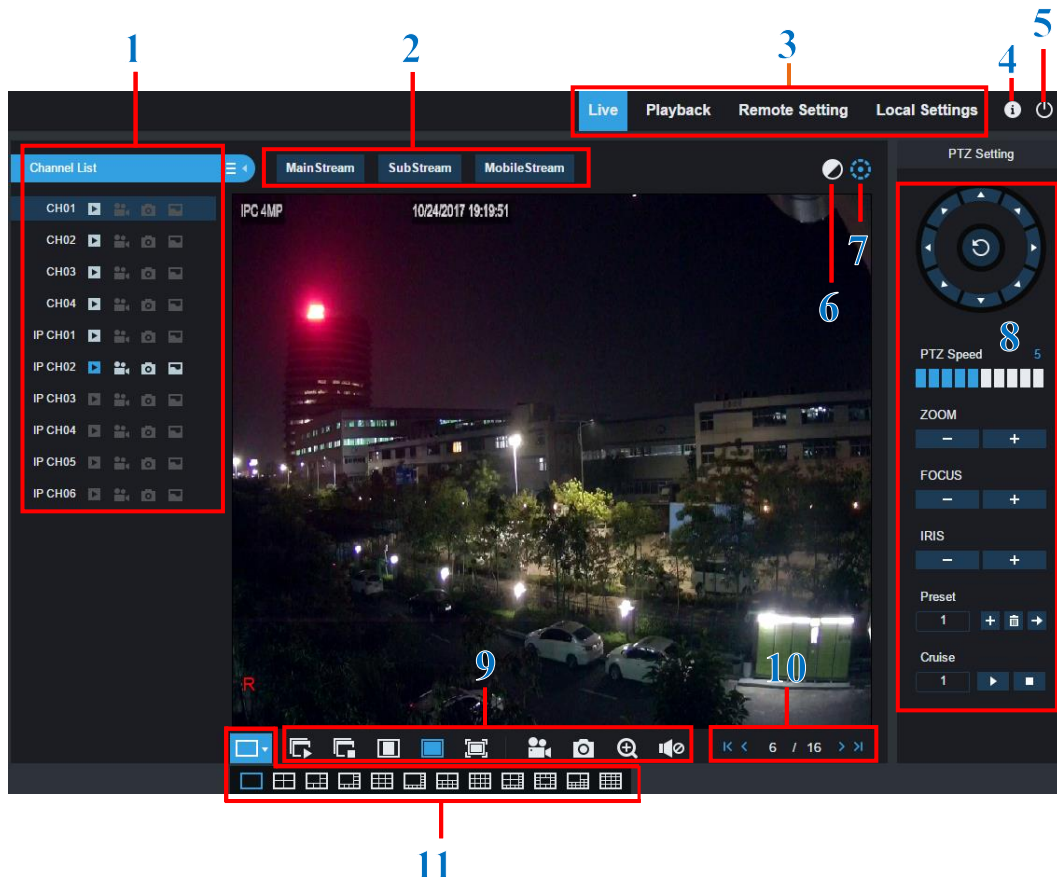 1
2
3
4
5
Live Playback Remote Setting Local Settings
Channel List
MainStream SubStream MobileStream
PTZ Setting
CH01
CH02
CH03
CH04
IP CH01
IP CH02
IP CH03
IP CH04
IP CH05
IP CH06
IPC 4MP 10/24/2017 19:19:51
6
7
8
PTZ Speed 5
ZOOM
- +
FOCUS
- +
IRIS
- +
Preset
1 +
Cruise
1
R
9
10
6 / 16
11